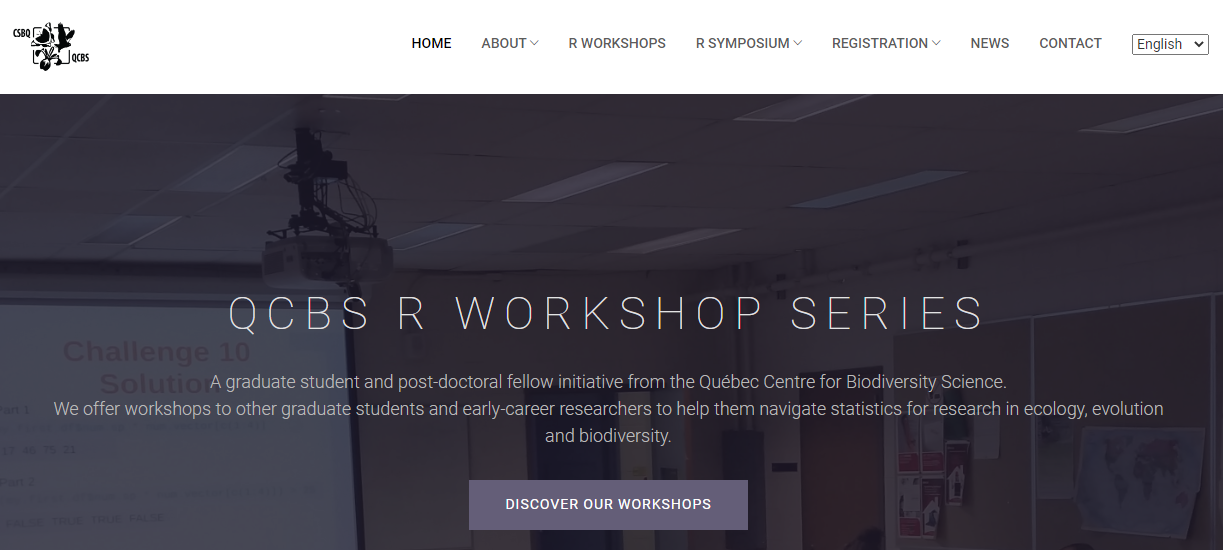 CSBQ
QCBS
HOME ABOUT R WORKSHOPS R SYMPOSIUM REGISTRATION NEWS CONTACT English
QCBS R WORKSHOP SERIES
Challenge 10
Solution
A graduate student and post-doctoral fellow initiative from the Québec Centre for Biodiversity Science.
We offer workshops to other graduate students and early-career researchers to help them navigate statistics for research in ecology, evolution
and biodiversity.
Part 1
17 46 75 21
Part 2
FALSE TRUE TRUE FALSE
DISCOVER OUR WORKSHOPS